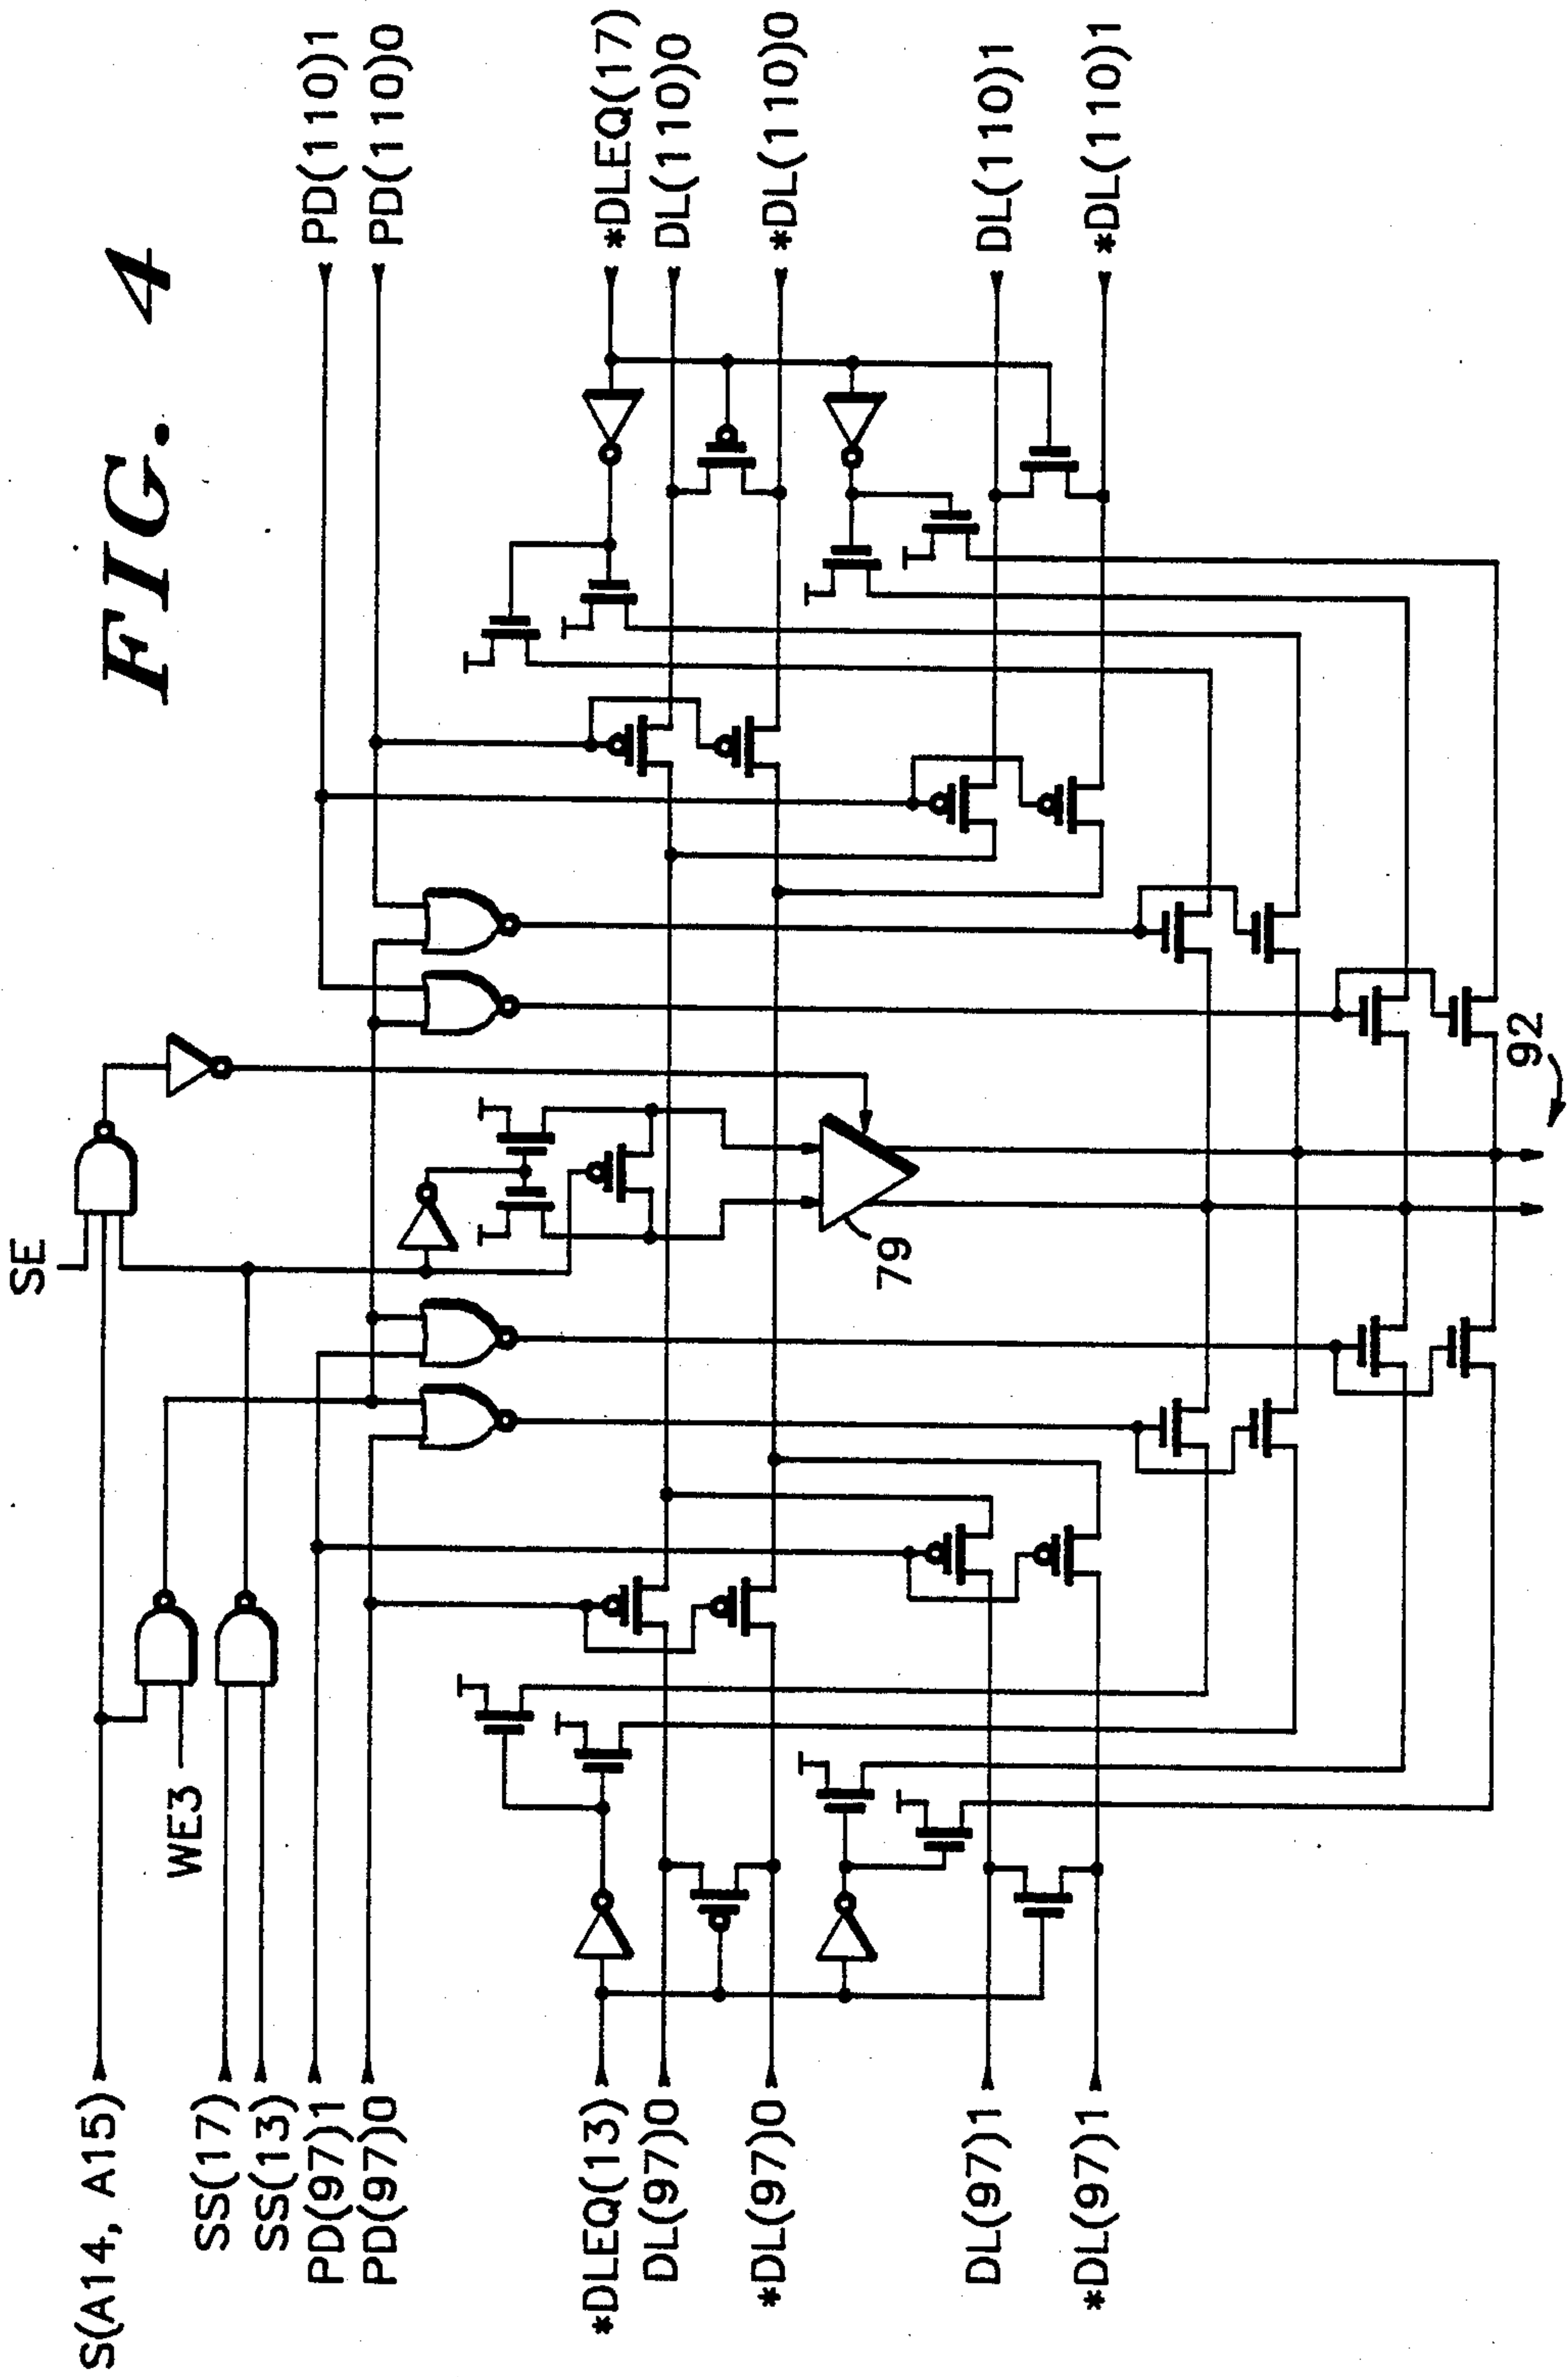 FIG. 4
S(A14, A15)
SE
WE3
SS(17)
SS(13)
PD(97)1
PD(97)0
PD(110)1
PD(110)0
*DLEQ(13)
DL(97)0
*DL(97)0
DL(97)1
*DL(97)1
*DLEQ(17)
DL(110)0
*DL(110)0
DL(110)1
*DL(110)1
79
92